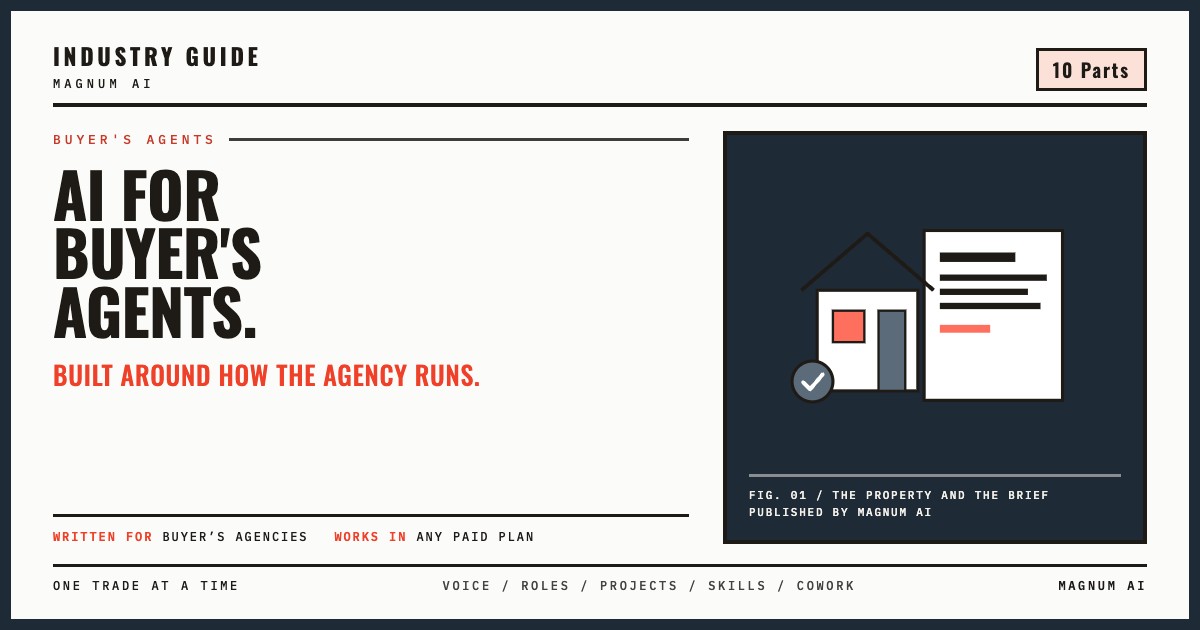 INDUSTRY GUIDE
MAGNUM AI
10 Parts
BUYER'S AGENTS
AI FOR
BUYER'S
AGENTS.
BUILT AROUND HOW THE AGENCY RUNS.
WRITTEN FOR BUYER’S AGENCIES WORKS IN ANY PAID PLAN
FIG. 01 / THE PROPERTY AND THE BRIEF
PUBLISHED BY MAGNUM AI
ONE TRADE AT A TIME
VOICE / ROLES / PROJECTS / SKILLS / COWORK
MAGNUM AI